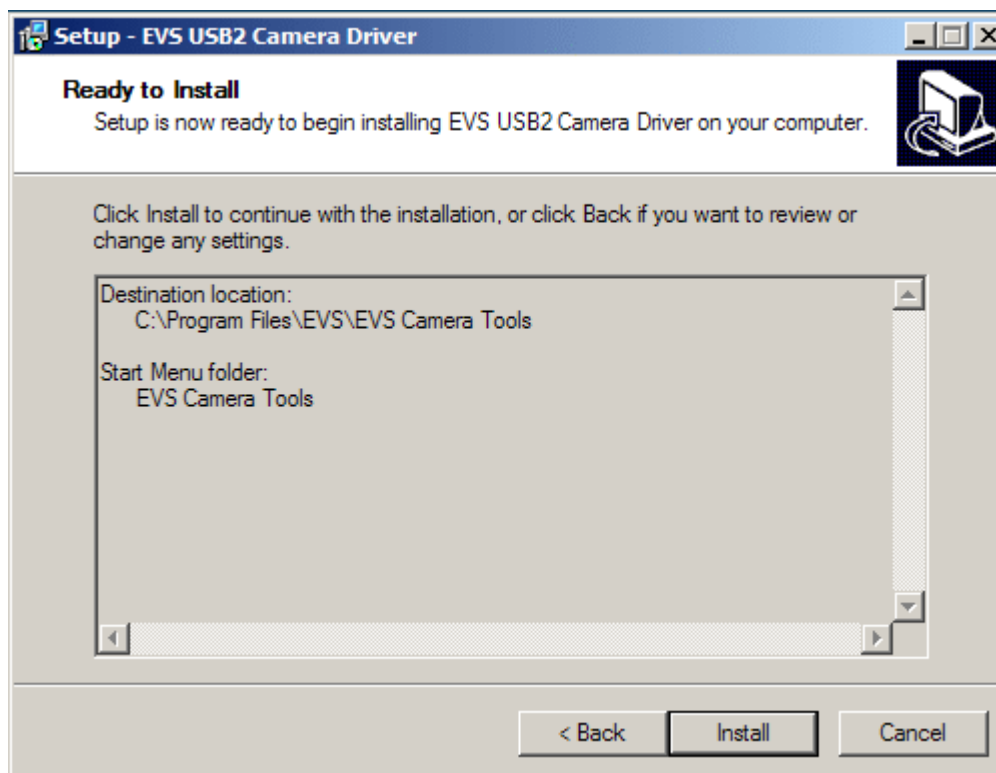 Setup - EVS USB2 Camera Driver
Ready to Install
Setup is now ready to begin installing EVS USB2 Camera Driver on your computer.
Click Install to continue with the installation, or click Back if you want to review or
change any settings.
Destination location:
C:\Program Files\EVS\EVS Camera Tools
Start Menu folder:
EVS Camera Tools
< Back
Install
Cancel